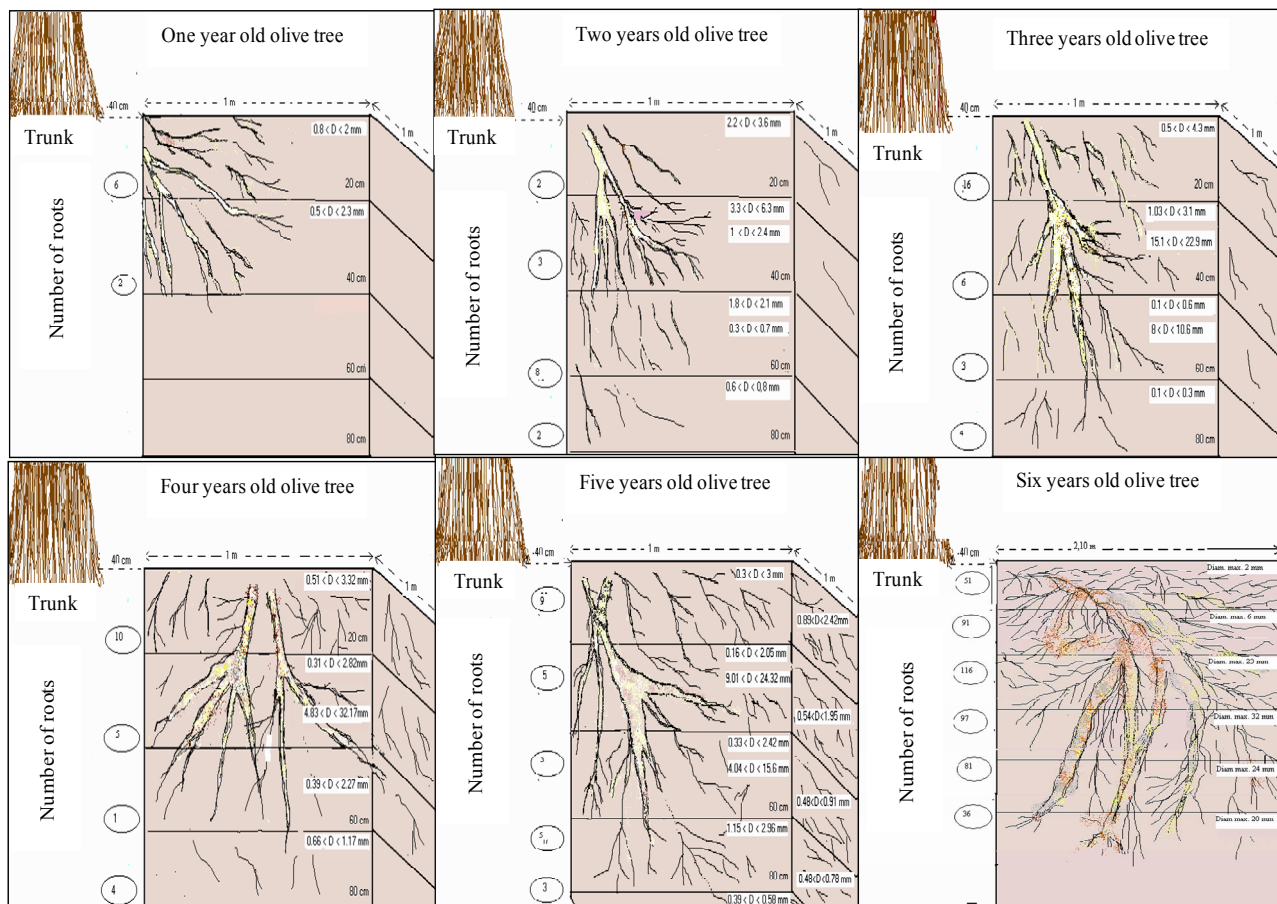 One year old olive tree
40 cm
1 m
1 m
Trunk
Number of roots
0.8 < D < 2 mm
6
20 cm
0.5 < D < 2.3 mm
2
40 cm
60 cm
80 cm
Two years old olive tree
40 cm
1 m
1 m
Trunk
Number of roots
2.2 < D < 3.6 mm
2
20 cm
3.3 < D < 6.3 mm
1 < D < 2.4 mm
3
40 cm
1.8 < D < 2.1 mm
0.3 < D < 0.7 mm
8
60 cm
0.6 < D < 0,8 mm
2
80 cm
Three years old olive tree
40 cm
1 m
1 m
Trunk
Number of roots
0.5 < D < 4.3 mm
16
20 cm
1.03 < D < 3.1 mm
15.1 < D < 22.9 mm
6
40 cm
0.1 < D < 0.6 mm
8 < D < 10.6 mm
3
60 cm
0.1 < D < 0.3 mm
4
80 cm
Four years old olive tree
40 cm
1 m
1 m
Trunk
Number of roots
0.51 < D < 3.32 mm
10
20 cm
0.31 < D < 2.82mm
4.83 < D < 32.17mm
5
0.39 < D < 2.27 mm
1
60 cm
0.66 < D < 1.17 mm
4
80 cm
Five years old olive tree
40 cm
1 m
1 m
Trunk
Number of roots
0.3 < D < 3 mm
9
0.89<D<2.42mm
0.16 < D < 2.05 mm
5
9.01 < D < 24.32 mm
0.54<D<1.95 mm
0.33 < D < 2.42 mm
3
4.04 < D < 15.6 mm
60 cm
0.48<D<0.91 mm
1.15 < D < 2.96 mm
80 cm
0.48<D<0.78 mm
3
0.39 < D < 0.58 mm
Six years old olive tree
40 cm
2,10 m
Trunk
Number of roots
51
Diam. max. 2 mm
91
Diam. max. 6 mm
116
Diam. max. 23 mm
97
Diam. max. 32 mm
81
Diam max. 24 mm
36
Diam max. 20 mm